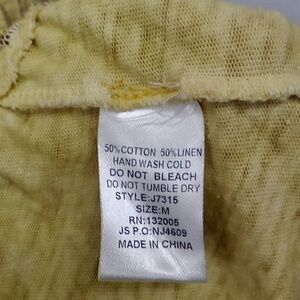 50%COTTON 50%LINEN
HAND WASH COLD
DO NOT BLEACH
DO NOT TUMBLE DRY
STYLE:J7315
SIZE:M
RN:132005
JS P.O:NJ4609
MADE IN CHINA